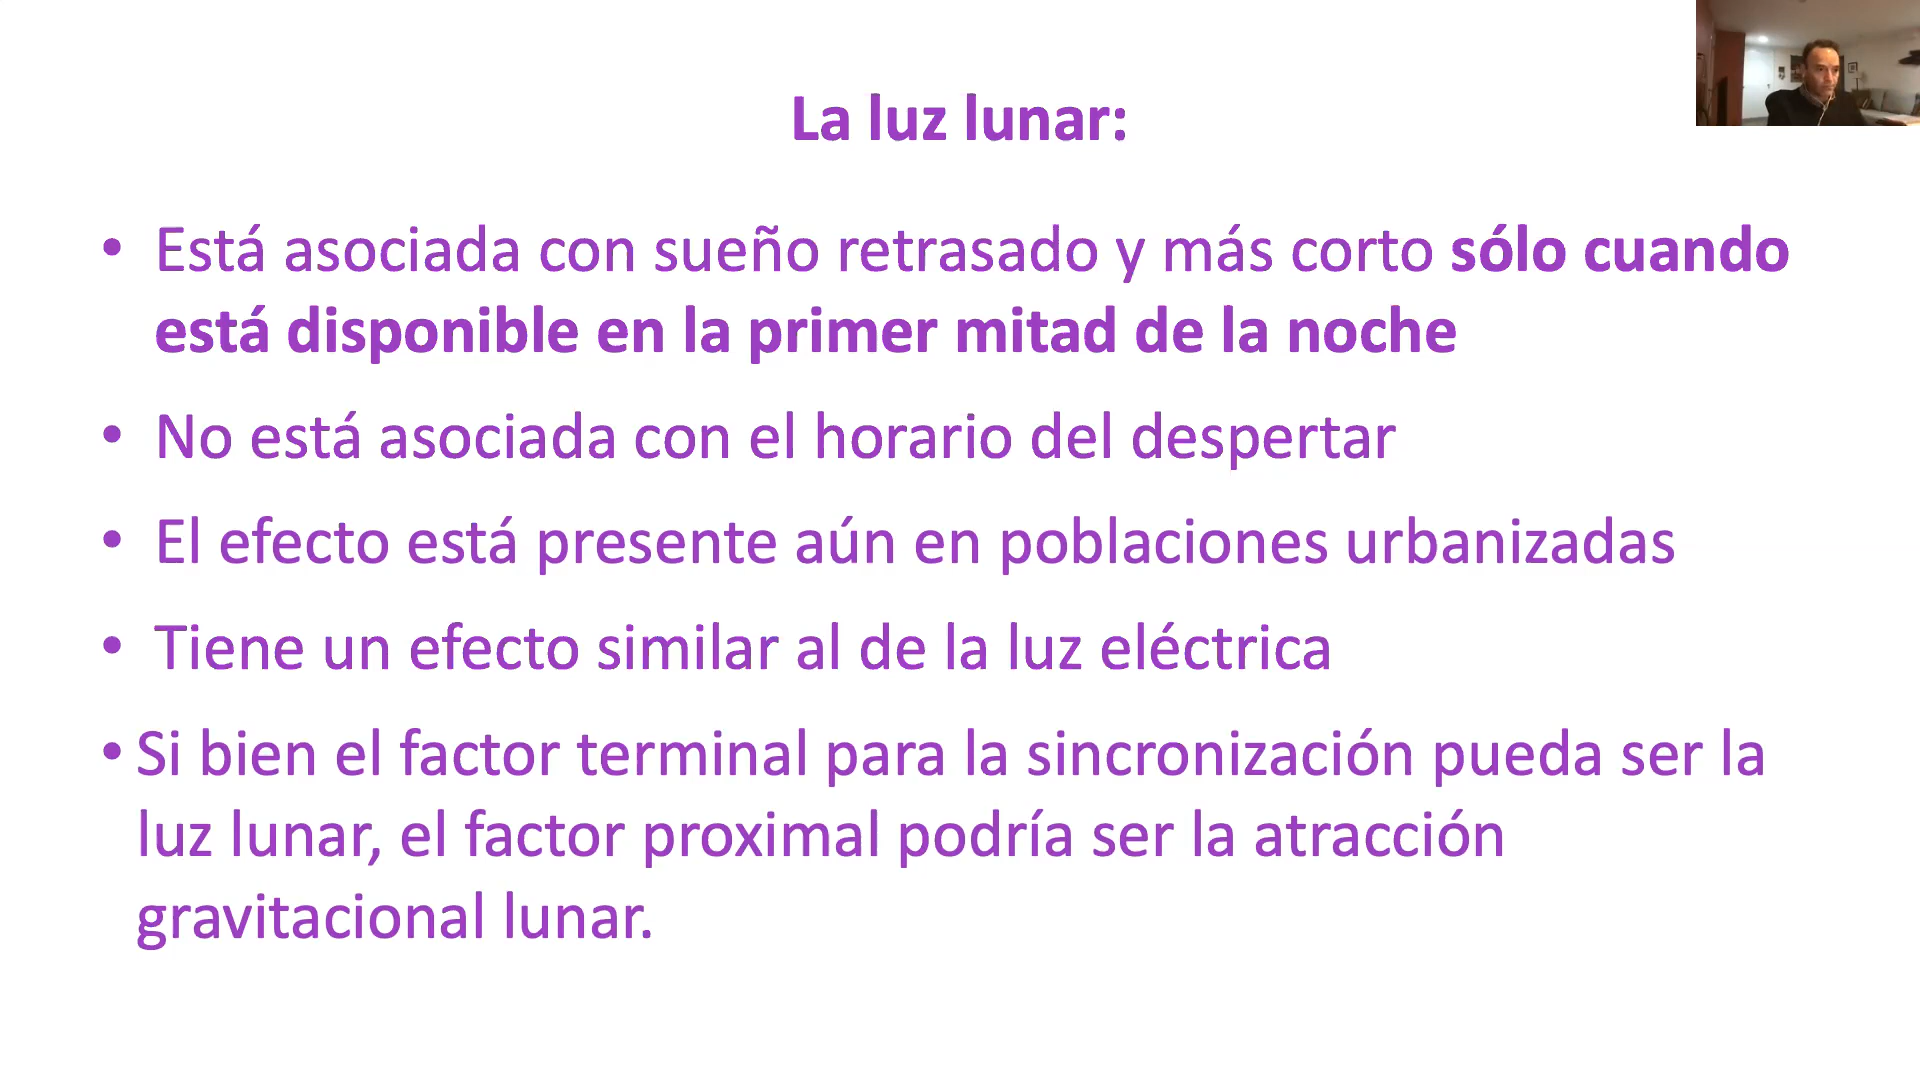 La luz lunar:
• Está asociada con sueño retrasado y más corto sólo cuando
está disponible en la primer mitad de la noche
• No está asociada con el horario del despertar
• El efecto está presente aún en poblaciones urbanizadas
• Tiene un efecto similar al de la luz eléctrica
• Si bien el factor terminal para la sincronización pueda ser la
luz lunar, el factor proximal podría ser la atracción
gravitacional lunar.